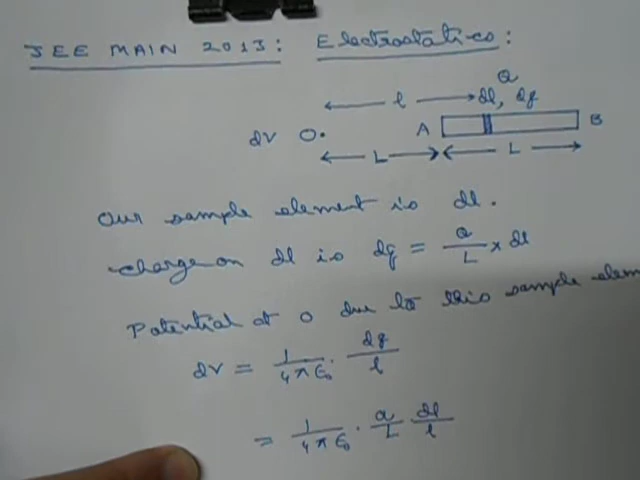 JEE MAIN 2013: Electrostatics:
Q
l dl, dq
dV O. A B
L L
Our sample element is dl.
charge on dl is dq = Q/L × dl
Potential at O due to this sample elem
dV = 1/4πε₀ · dq/l
= 1/4πε₀ · Q/L dl/l